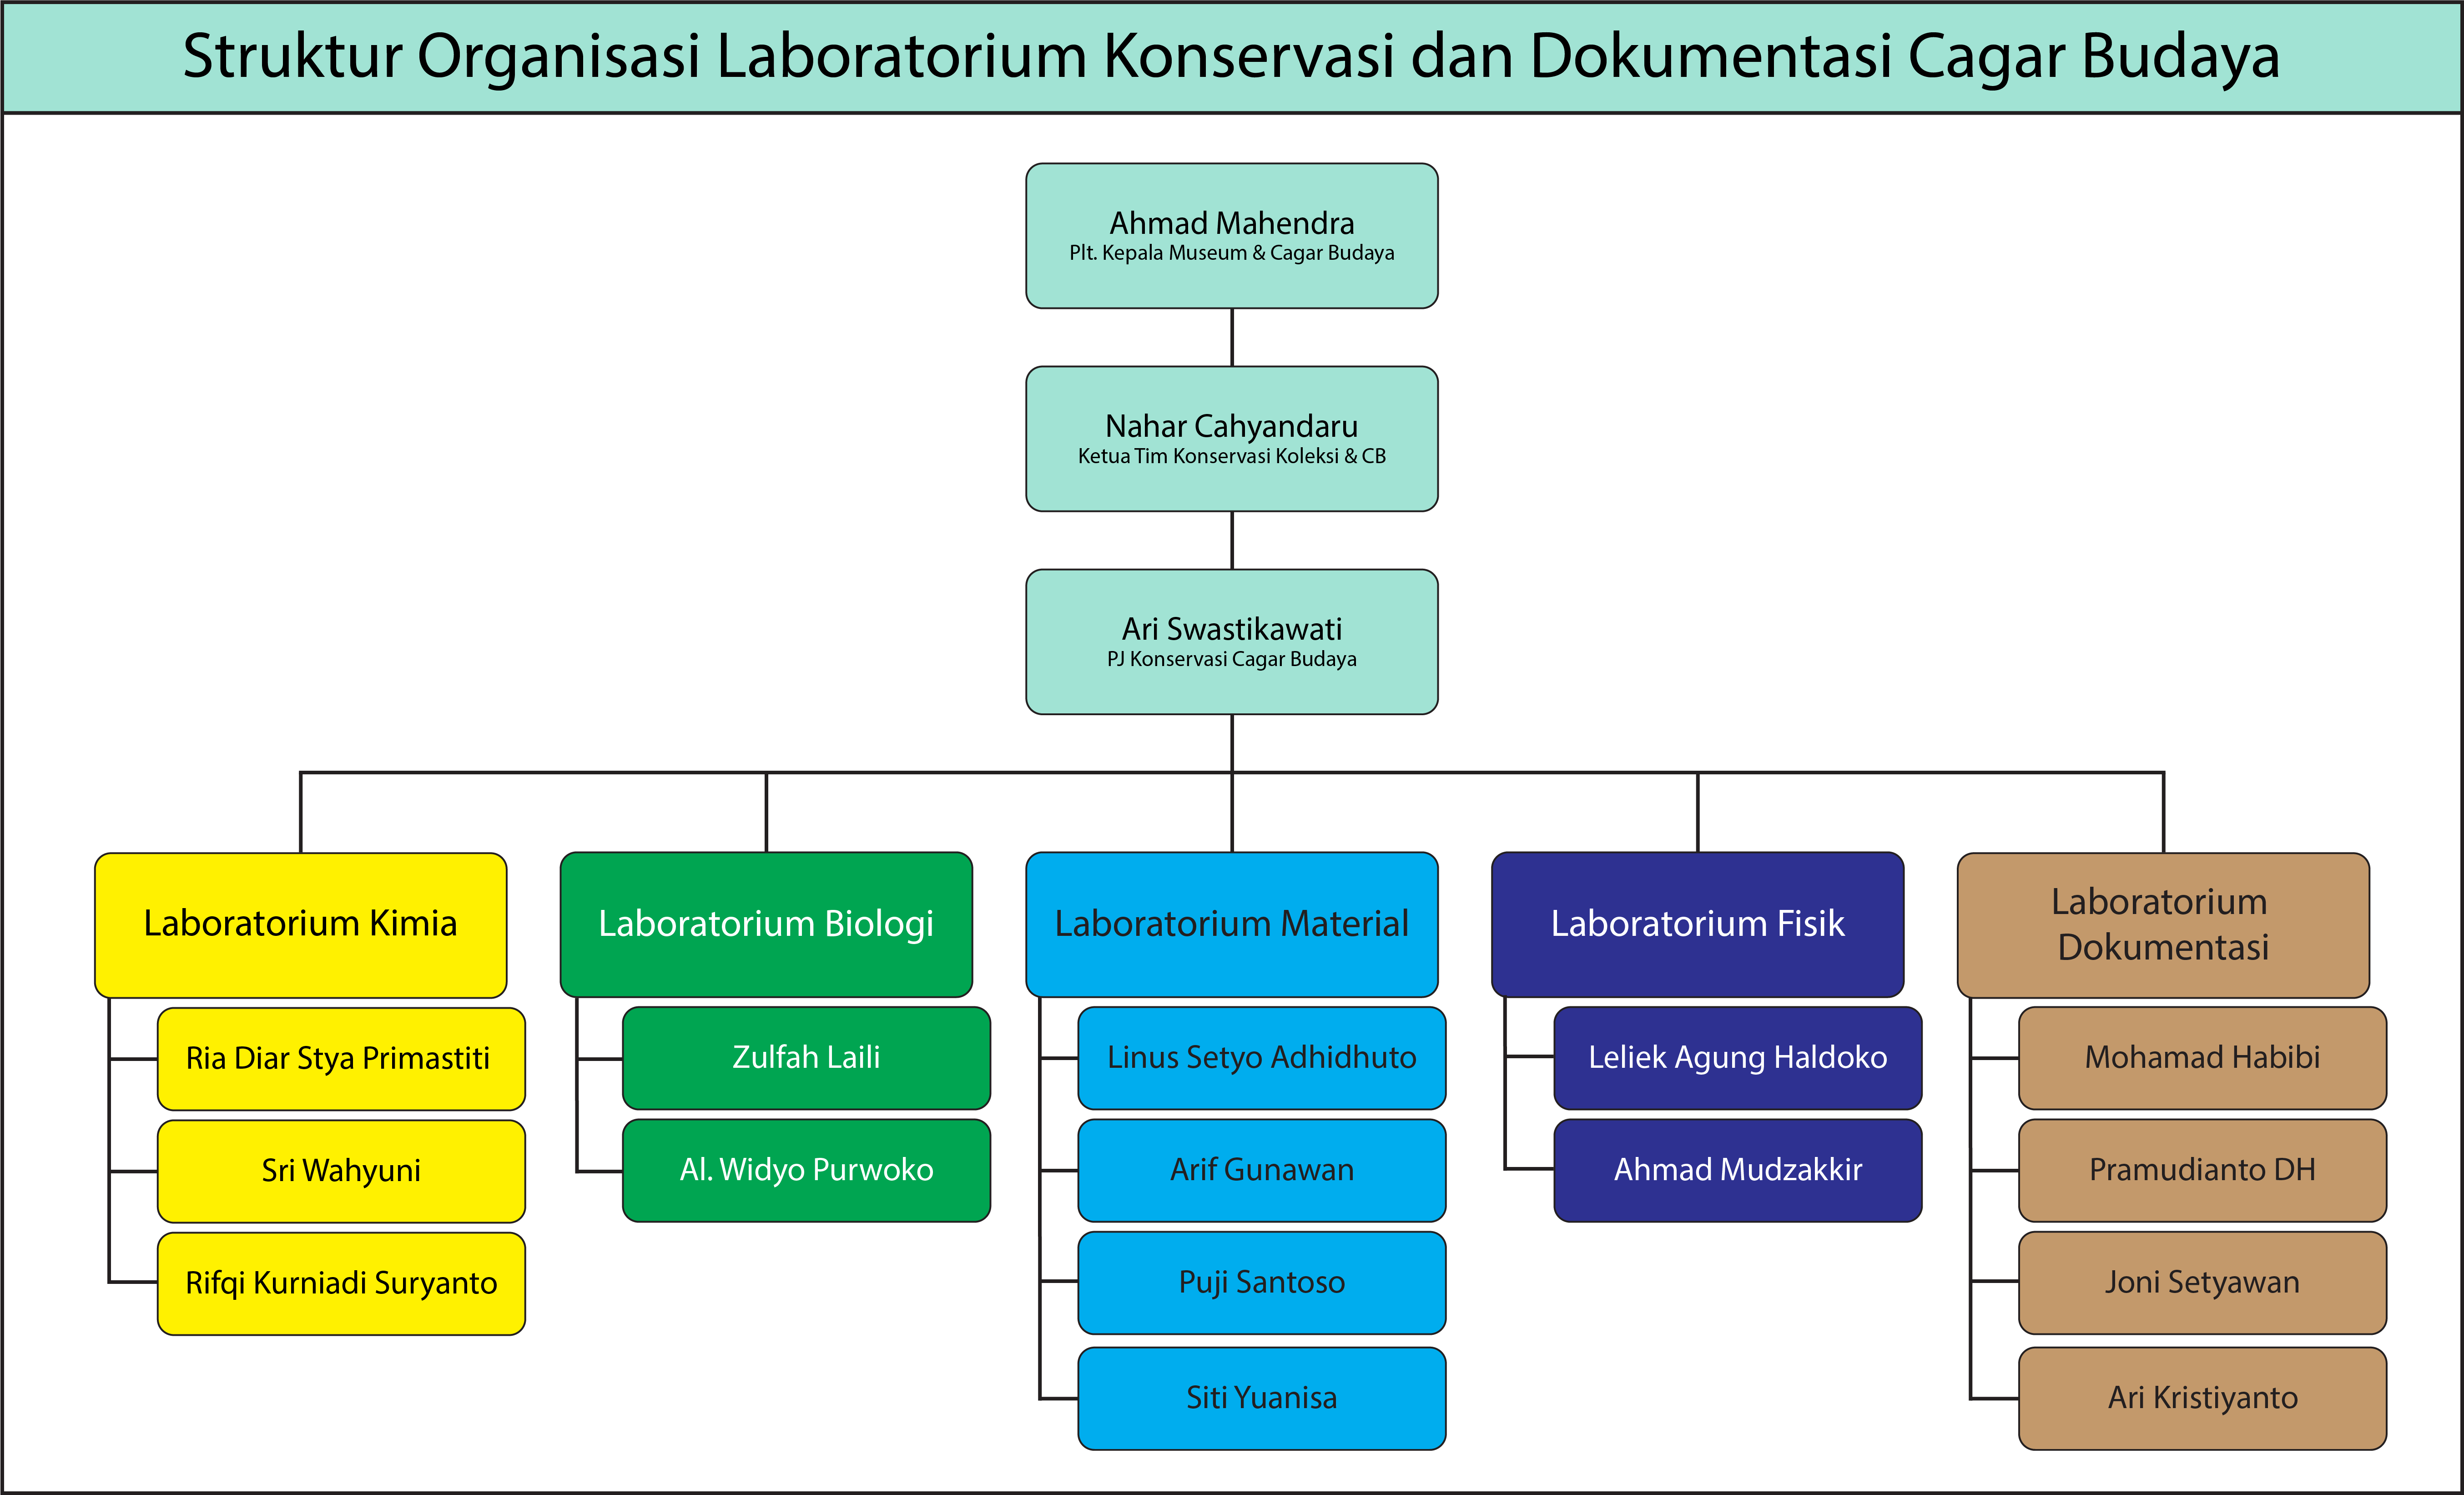 Struktur Organisasi Laboratorium Konservasi dan Dokumentasi Cagar Budaya
Ahmad Mahendra
Plt. Kepala Museum & Cagar Budaya
Nahar Cahyandaru
Ketua Tim Konservasi Koleksi & CB
Ari Swastikawati
PJ Konservasi Cagar Budaya
Laboratorium Kimia
Ria Diar Stya Primastiti
Sri Wahyuni
Rifqi Kurniadi Suryanto
Laboratorium Biologi
Zulfah Laili
Al. Widyo Purwoko
Laboratorium Material
Linus Setyo Adhidhuto
Arif Gunawan
Puji Santoso
Siti Yuanisa
Laboratorium Fisik
Leliek Agung Haldoko
Ahmad Mudzakkir
Laboratorium
Dokumentasi
Mohamad Habibi
Pramudianto DH
Joni Setyawan
Ari Kristiyanto